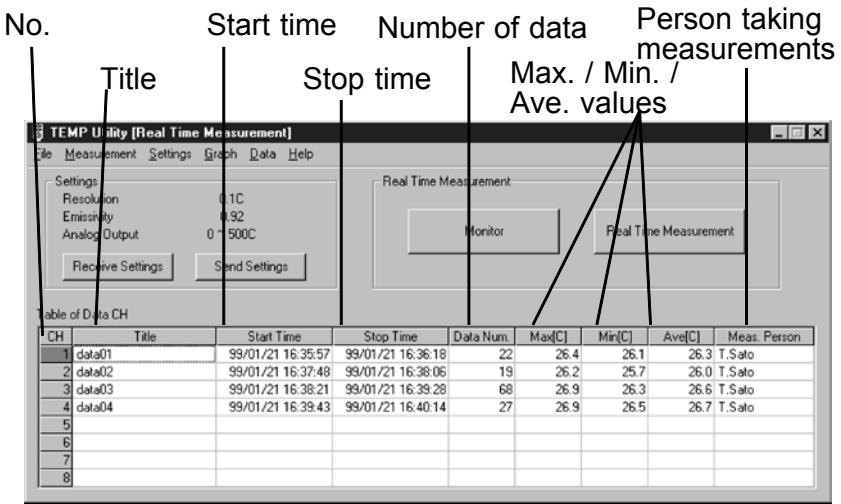 No.
Start time
Number of data
Person taking
measurements
Title
Stop time
Max. / Min. /
Ave. values
TEMP Utility [Real Time Measurement]
File Measurement Settings Graph Data Help
Settings
Resolution 0.1C
Emissivity 0.92
Analog Output 0 ~ 500C
Receive Settings Send Settings
Real Time Measurement
Monitor Real Time Measurement
Table of Data CH
CH Title Start Time Stop Time Data Num. Max[C] Min[C] Ave[C] Meas. Person
1 data01 99/01/21 16:35:57 99/01/21 16:36:18 22 26.4 26.1 26.3 T.Sato
2 data02 99/01/21 16:37:48 99/01/21 16:38:06 19 26.2 25.7 26.0 T.Sato
3 data03 99/01/21 16:38:21 99/01/21 16:39:28 68 26.9 26.3 26.6 T.Sato
4 data04 99/01/21 16:39:43 99/01/21 16:40:14 27 26.9 26.5 26.7 T.Sato
5
6
7
8